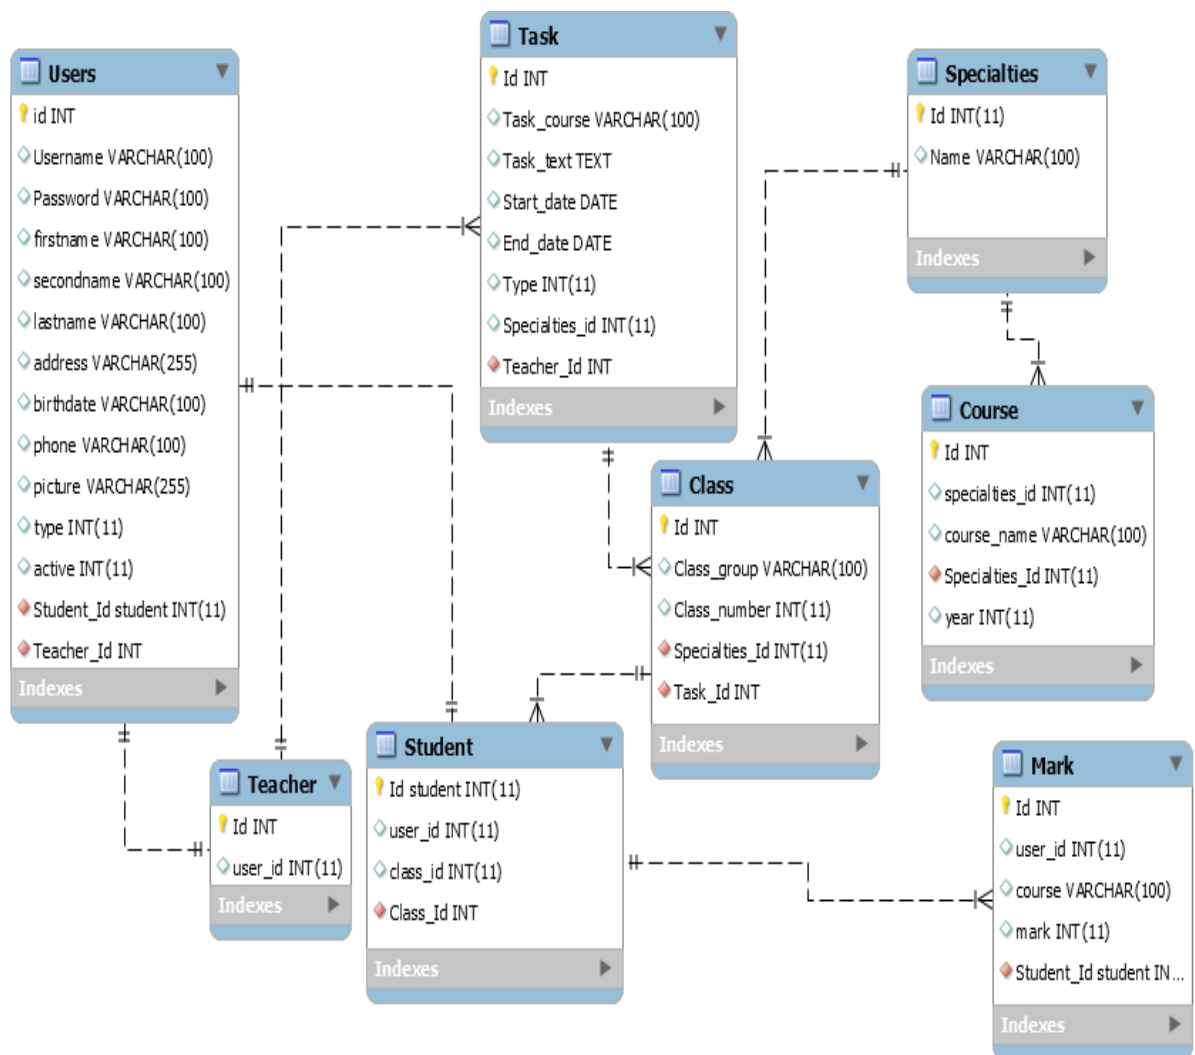 Users
id INT
Username VARCHAR(100)
Password VARCHAR(100)
firstname VARCHAR(100)
secondname VARCHAR(100)
lastname VARCHAR(100)
address VARCHAR(255)
birthdate VARCHAR(100)
phone VARCHAR(100)
picture VARCHAR(255)
type INT(11)
active INT(11)
Student_Id student INT(11)
Teacher_Id INT
Indexes
Task
Id INT
Task_course VARCHAR(100)
Task_text TEXT
Start_date DATE
End_date DATE
Type INT(11)
Specialties_id INT(11)
Teacher_Id INT
Indexes
Specialties
Id INT(11)
Name VARCHAR(100)
Indexes
Course
Id INT
specialties_id INT(11)
course_name VARCHAR(100)
Specialties_Id INT(11)
year INT(11)
Indexes
Class
Id INT
Class_group VARCHAR(100)
Class_number INT(11)
Specialties_Id INT(11)
Task_Id INT
Indexes
Teacher
Id INT
user_id INT(11)
Indexes
Student
Id student INT(11)
user_id INT(11)
class_id INT(11)
Class_Id INT
Indexes
Mark
Id INT
user_id INT(11)
course VARCHAR(100)
mark INT(11)
Student_Id student IN...
Indexes